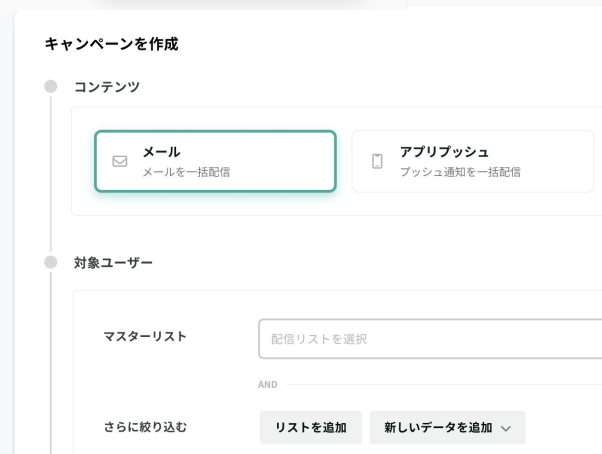 キャンペーンを作成
コンテンツ
メール
メールを一括配信
アプリプッシュ
プッシュ通知を一括配信
対象ユーザー
マスターリスト
配信リストを選択
AND
さらに絞り込む
リストを追加
新しいデータを追加